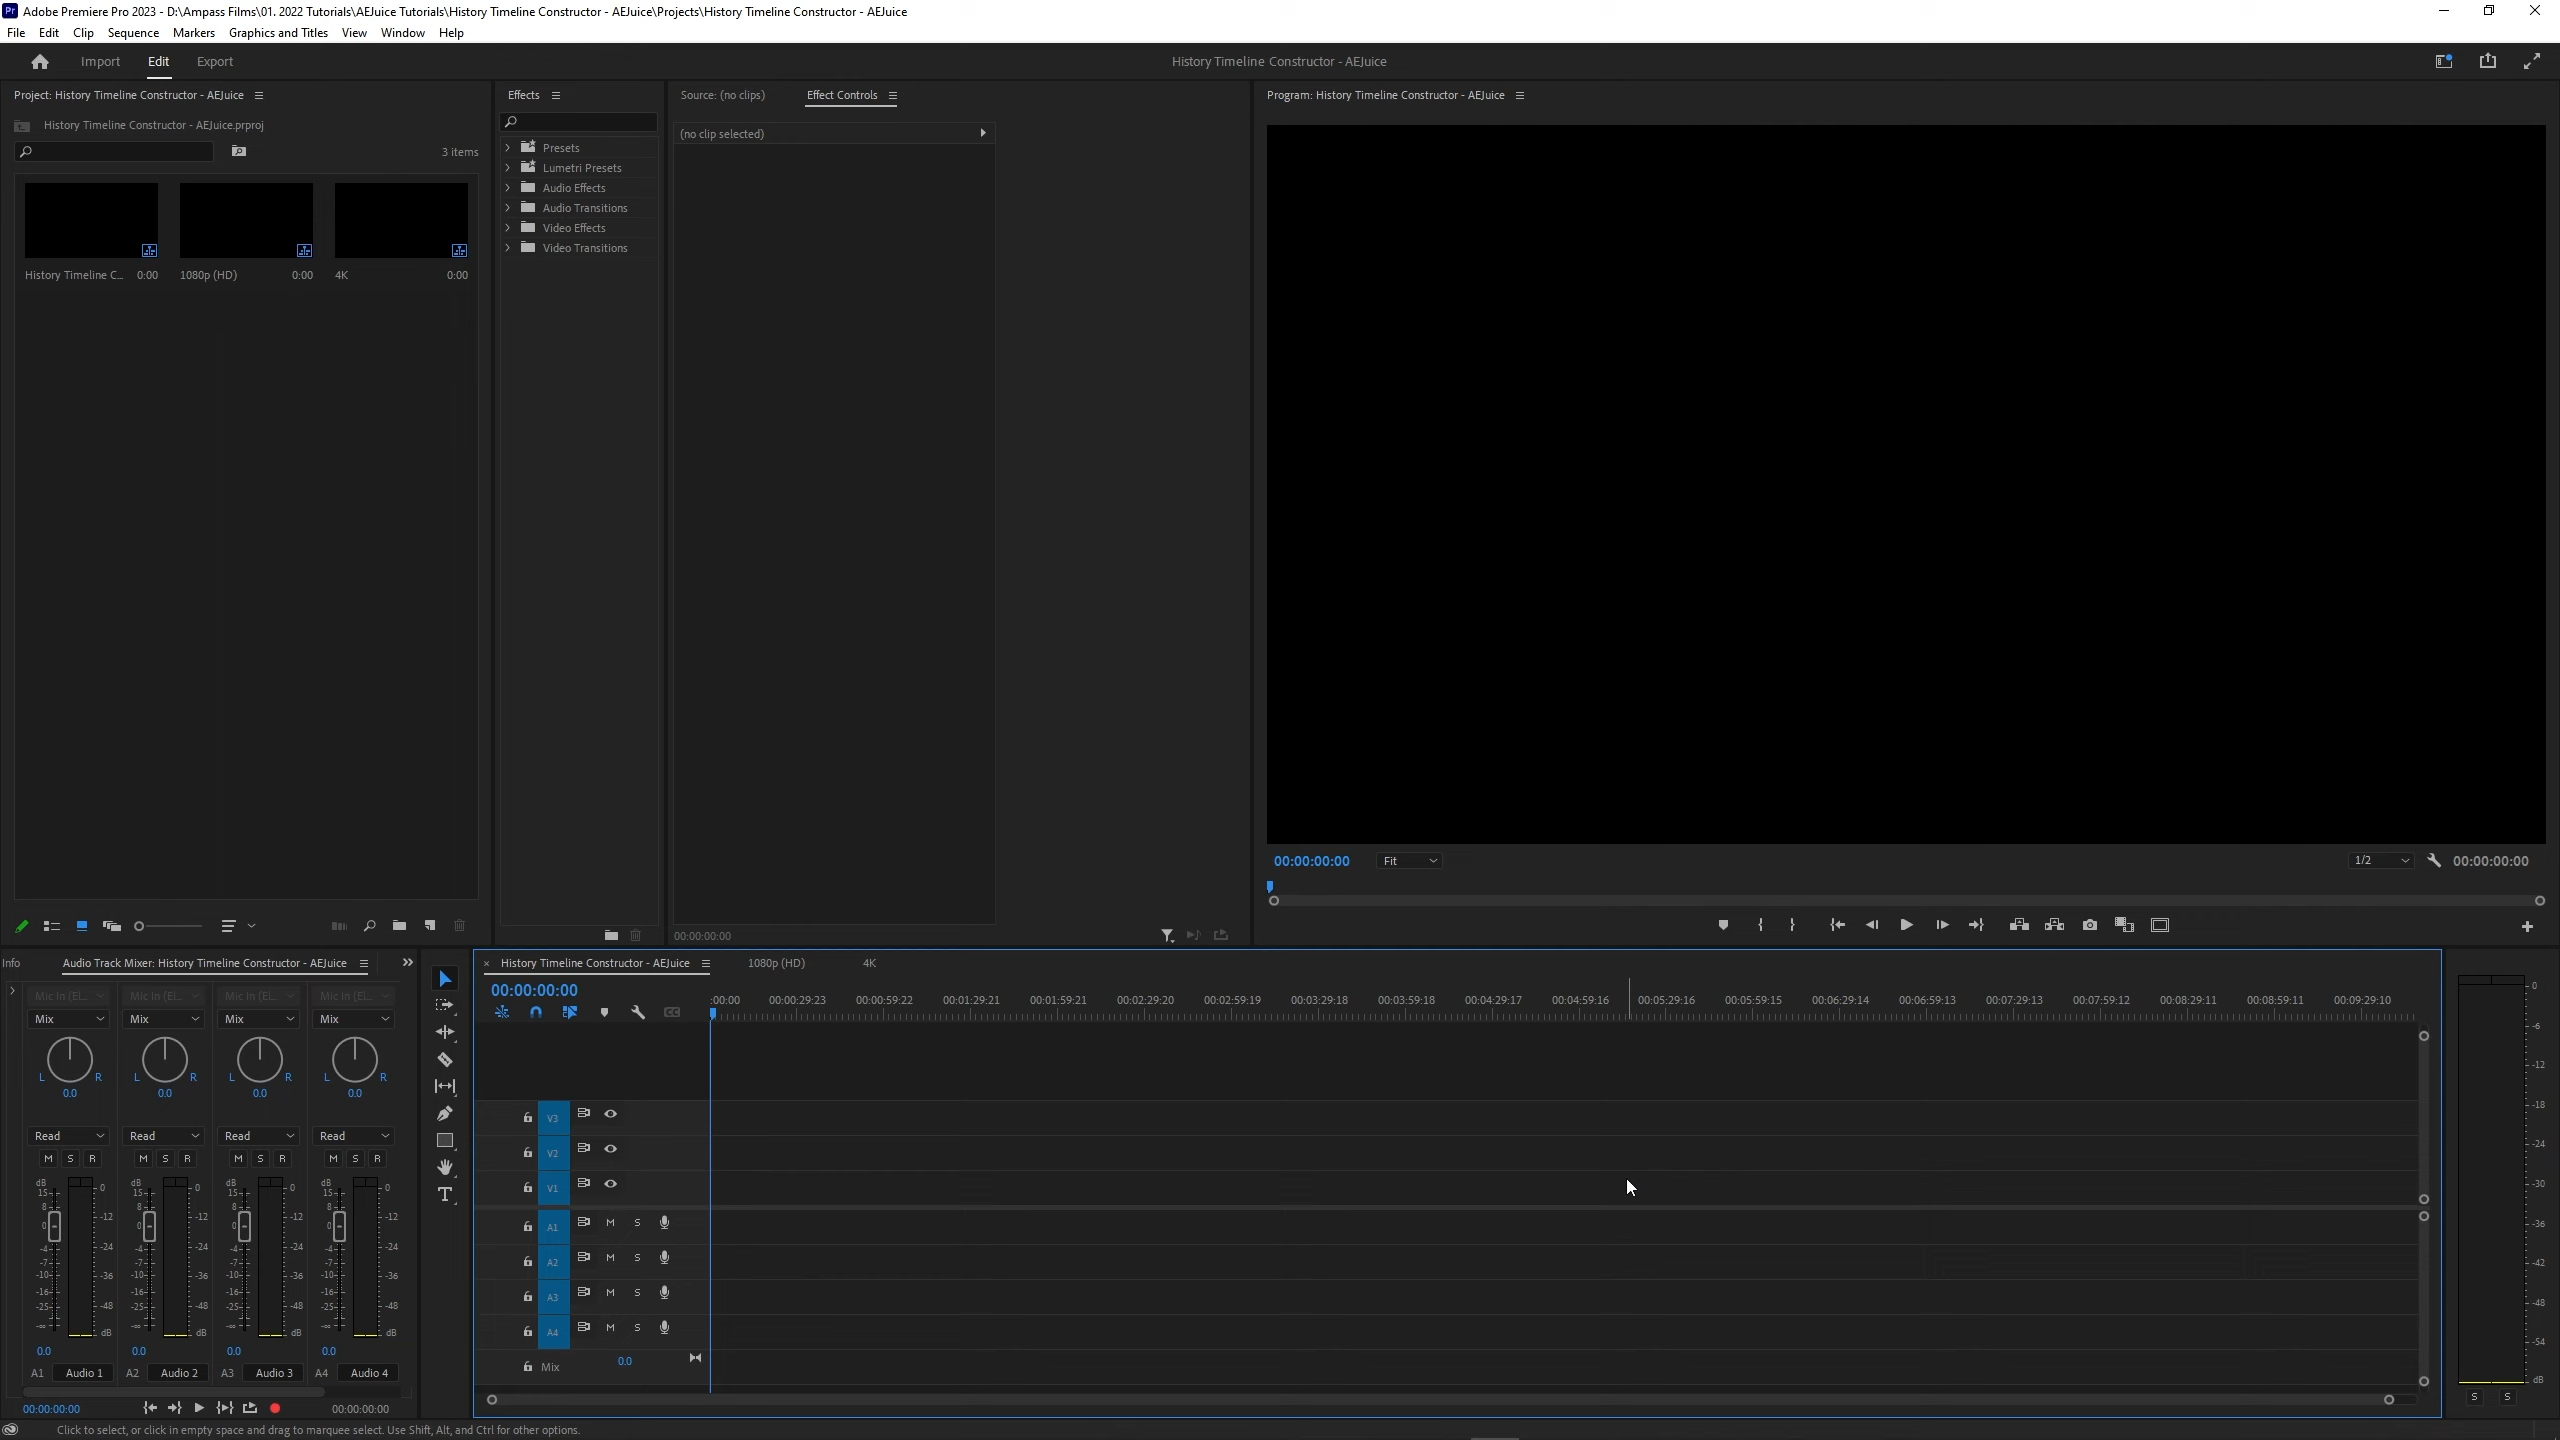 Adobe Premiere Pro 2023 - D:\Ampass Films\01. 2022 Tutorials\AEJuice Tutorials\History Timeline Constructor - AEJuice\Projects\History Timeline Constructor - AEJuice
File Edit Clip Sequence Markers Graphics and Titles View Window Help
Import Edit Export History Timeline Constructor - AEJuice
Project: History Timeline Constructor - AEJuice
History Timeline Constructor - AEJuice.prproj
3 items
History Timeline C... 0:00 1080p (HD) 0:00 4K 0:00
Effects
Presets
Lumetri Presets
Audio Effects
Audio Transitions
Video Effects
Video Transitions
Source: (no clips) Effect Controls
(no clip selected)
00:00:00:00
Program: History Timeline Constructor - AEJuice
00:00:00:00 Fit 1/2 00:00:00:00
Info Audio Track Mixer: History Timeline Constructor - AEJuice
Mic In (El... Mic In (El... Mic In (El... Mic In (El...
Mix Mix Mix Mix
L R L R L R L R
0.0 0.0 0.0 0.0
Read Read Read Read
M S R M S R M S R M S R
dB dB dB dB
15 15 15 15
8 8 8 8
0 0 0 0
-4 -4 -4 -4
-7 -7 -7 -7
-10 -10 -10 -10
-16 -16 -16 -16
-25 -25 -25 -25
-∞ -∞ -∞ -∞
0 0 0 0
-12 -12 -12 -12
-24 -24 -24 -24
-36 -36 -36 -36
-48 -48 -48 -48
dB dB dB dB
0.0 0.0 0.0 0.0
A1 Audio 1 A2 Audio 2 A3 Audio 3 A4 Audio 4
00:00:00:00 00:00:00:00
History Timeline Constructor - AEJuice 1080p (HD) 4K
00:00:00:00
:00:00 00:00:29:23 00:00:59:22 00:01:29:21 00:01:59:21 00:02:29:20 00:02:59:19 00:03:29:18 00:03:59:18 00:04:29:17 00:04:59:16 00:05:29:16 00:05:59:15 00:06:29:14 00:06:59:13 00:07:29:13 00:07:59:12 00:08:29:11 00:08:59:11 00:09:29:10
V3
V2
V1
A1 M S
A2 M S
A3 M S
A4 M S
Mix 0.0
0
-6
-12
-18
-24
-30
-36
-42
-48
-54
dB
S S
Click to select, or click in empty space and drag to marquee select. Use Shift, Alt, and Ctrl for other options.